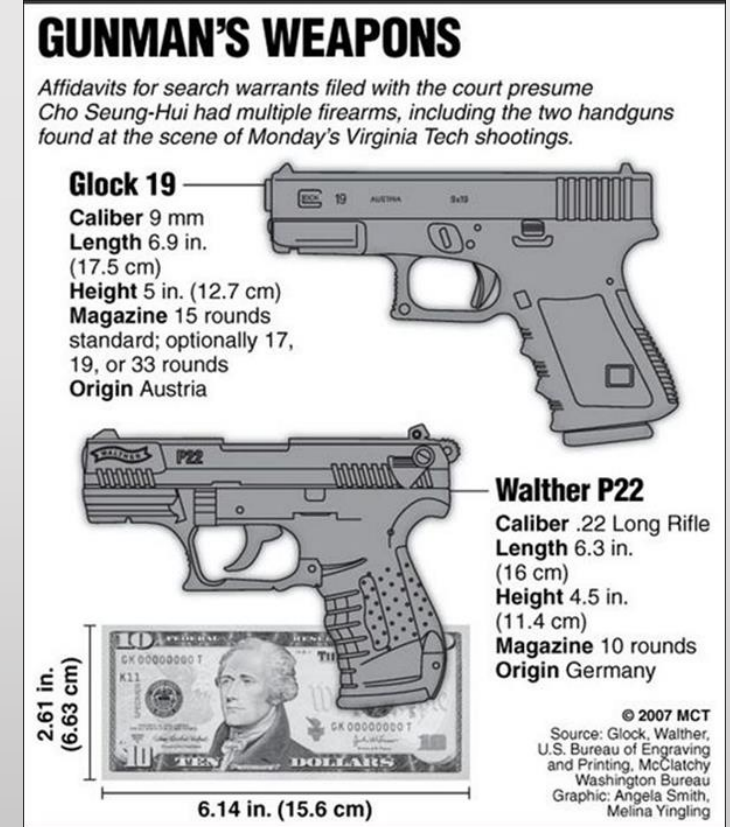 GUNMAN'S WEAPONS
Affidavits for search warrants filed with the court presume
Cho Seung-Hui had multiple firearms, including the two handguns
found at the scene of Monday's Virginia Tech shootings.
Glock 19
Caliber 9 mm
Length 6.9 in.
(17.5 cm)
Height 5 in. (12.7 cm)
Magazine 15 rounds
standard; optionally 17,
19, or 33 rounds
Origin Austria
GLOCK 19 AUSTRIA 9x19
WALTHER P22
Walther P22
Caliber .22 Long Rifle
Length 6.3 in.
(16 cm)
Height 4.5 in.
(11.4 cm)
Magazine 10 rounds
Origin Germany
2.61 in.
(6.63 cm)
10 FEDERAL
GK 00000000 T
K11
GK 00000000 T
10 TEN DOLLARS 10
6.14 in. (15.6 cm)
© 2007 MCT
Source: Glock, Walther,
U.S. Bureau of Engraving
and Printing, McClatchy
Washington Bureau
Graphic: Angela Smith,
Melina Yingling